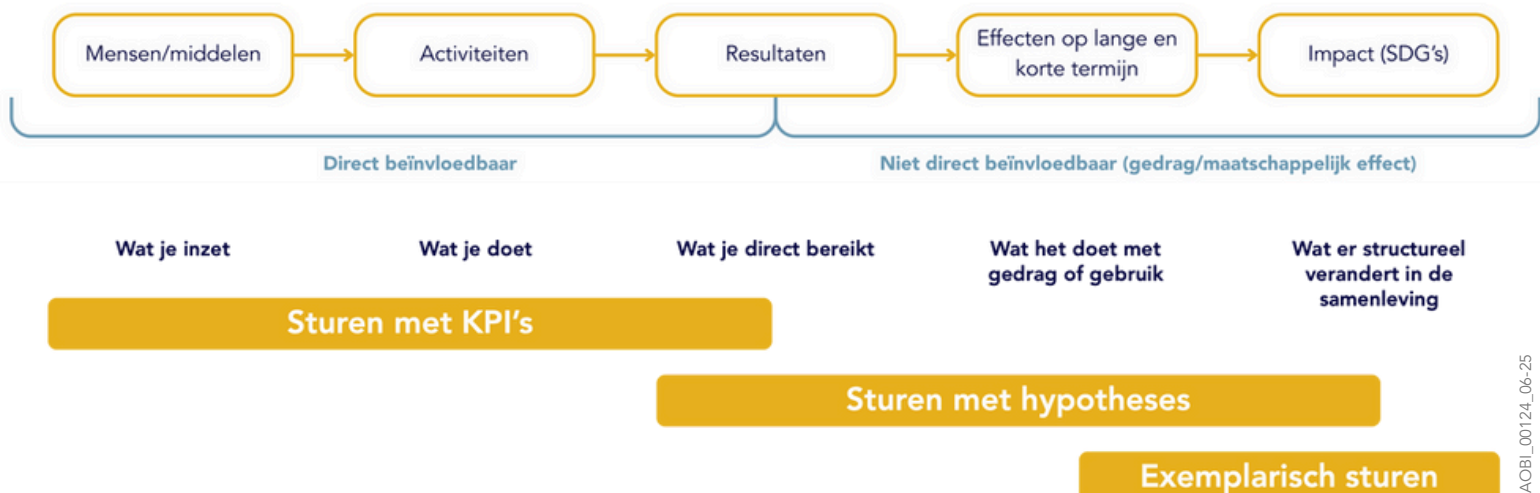 Mensen/middelen
Activiteiten
Resultaten
Effecten op lange en
korte termijn
Impact (SDG's)
Direct beïnvloedbaar
Niet direct beïnvloedbaar (gedrag/maatschappelijk effect)
Wat je inzet
Wat je doet
Wat je direct bereikt
Wat het doet met
gedrag of gebruik
Wat er structureel
verandert in de
samenleving
Sturen met KPI's
Sturen met hypotheses
Exemplarisch sturen
AOBI_00124_06-25